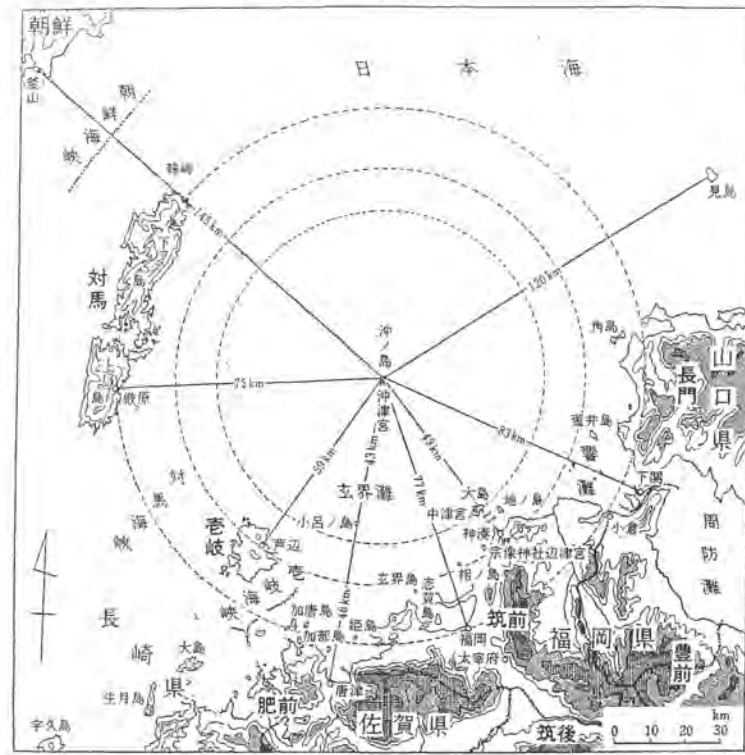 朝鮮
釜山
朝鮮海峡
日本海
鰐崎
145km
見島
120km
対馬
下島
上島
厳原
75km
沖ノ島
沖津宮
角島
山口県
長門
蓋井島
響灘
83km
下関
59km
49km
77km
玄界灘
対馬海峡
小呂ノ島
大島
中津宮
地ノ島
神湊
小倉
宗像神社辺津宮
周防灘
壱岐
芦辺
壱岐海峡
玄界島
志賀島
相ノ島
筑前
福岡県
豊前
加唐島
加部島
姫島
福岡
太宰府
長崎県
大島
生月島
宇久島
肥前
唐津
佐賀県
筑後
km
0 10 20 30